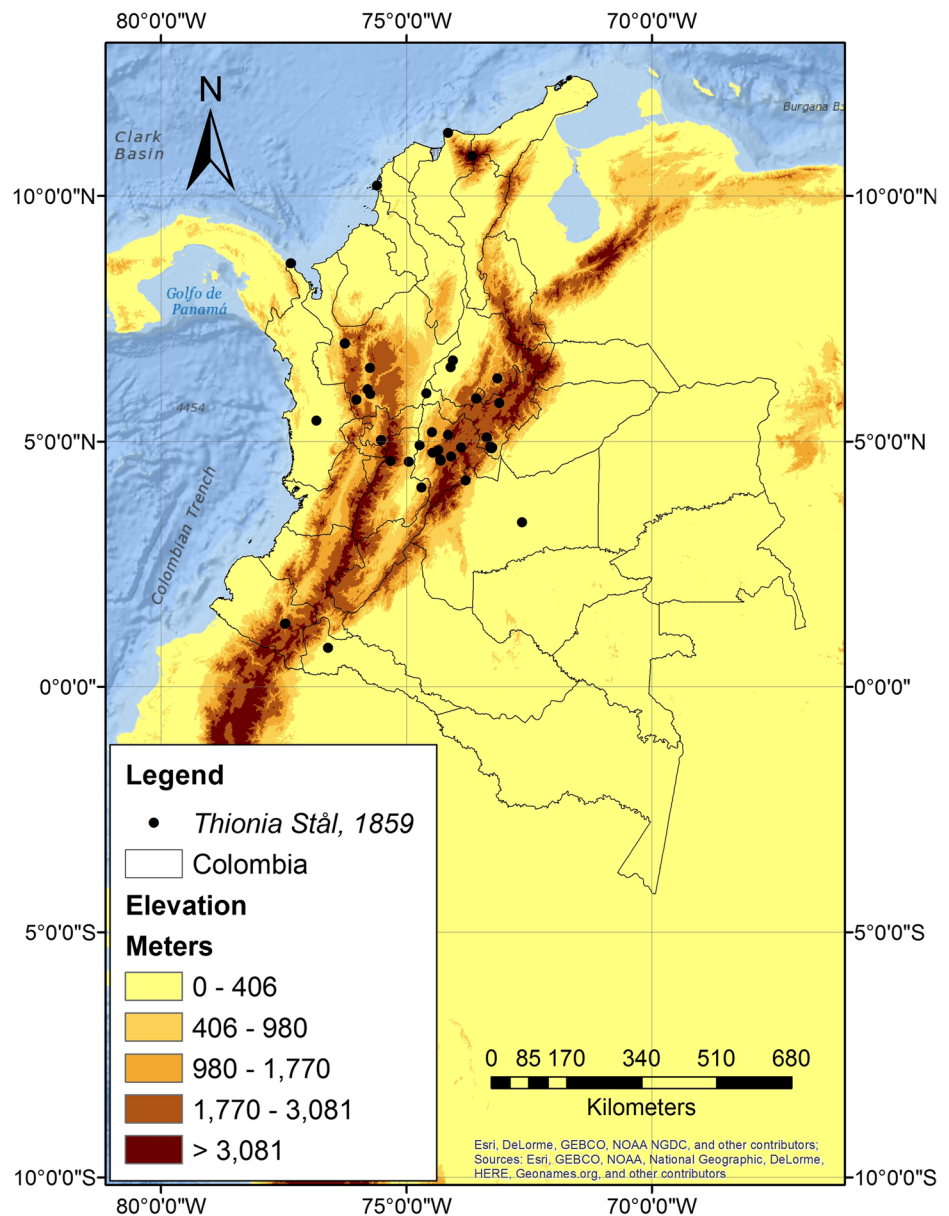 80°0'0"W 75°0'0"W 70°0'0"W
N
Clark
Basin
Burgana
10°0'0"N 10°0'0"N
Golfo de
Panamá
4454
5°0'0"N 5°0'0"N
Colombian Trench
0°0'0" 0°0'0"
Legend
Thionia Stål, 1859
Colombia
Elevation
Meters
0 - 406
406 - 980
980 - 1,770
1,770 - 3,081
> 3,081
5°0'0"S 5°0'0"S
0 85 170 340 510 680
Kilometers
Esri, DeLorme, GEBCO, NOAA NGDC, and other contributors;
Sources: Esri, GEBCO, NOAA, National Geographic, DeLorme,
HERE, Geonames.org, and other contributors
10°0'0"S 10°0'0"S
80°0'0"W 75°0'0"W 70°0'0"W